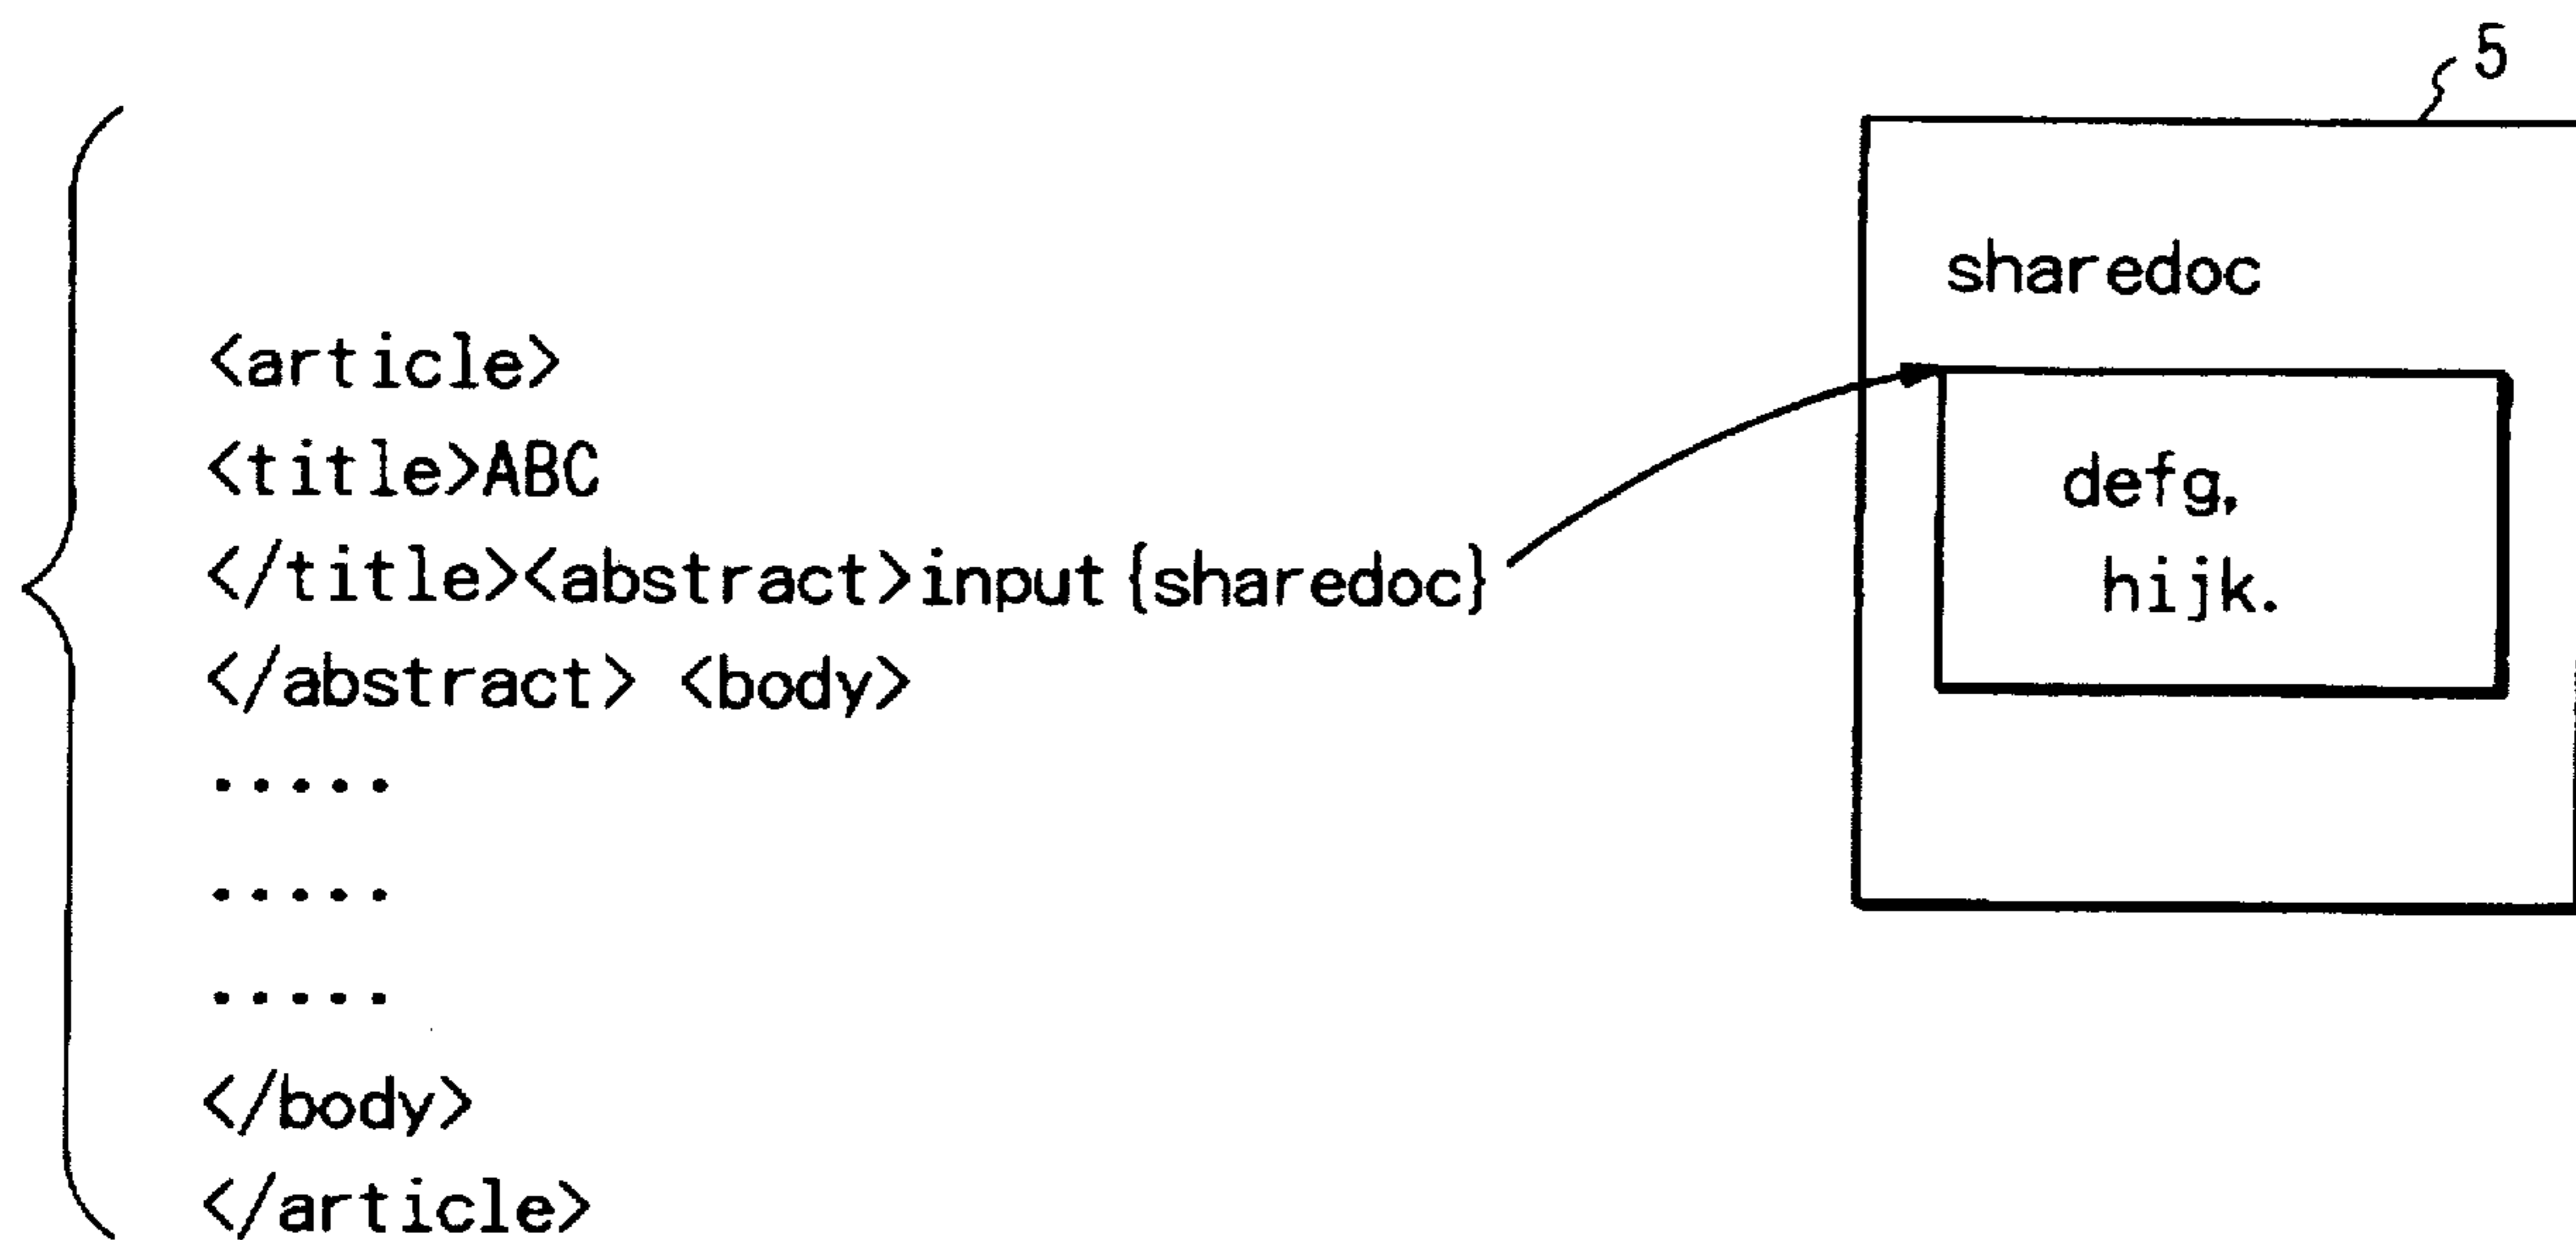 <article>
<title>ABC
</title><abstract>input{sharedoc}
</abstract> <body>
.....
.....
.....
</body>
</article>
5
sharedoc
defg,
hijk.